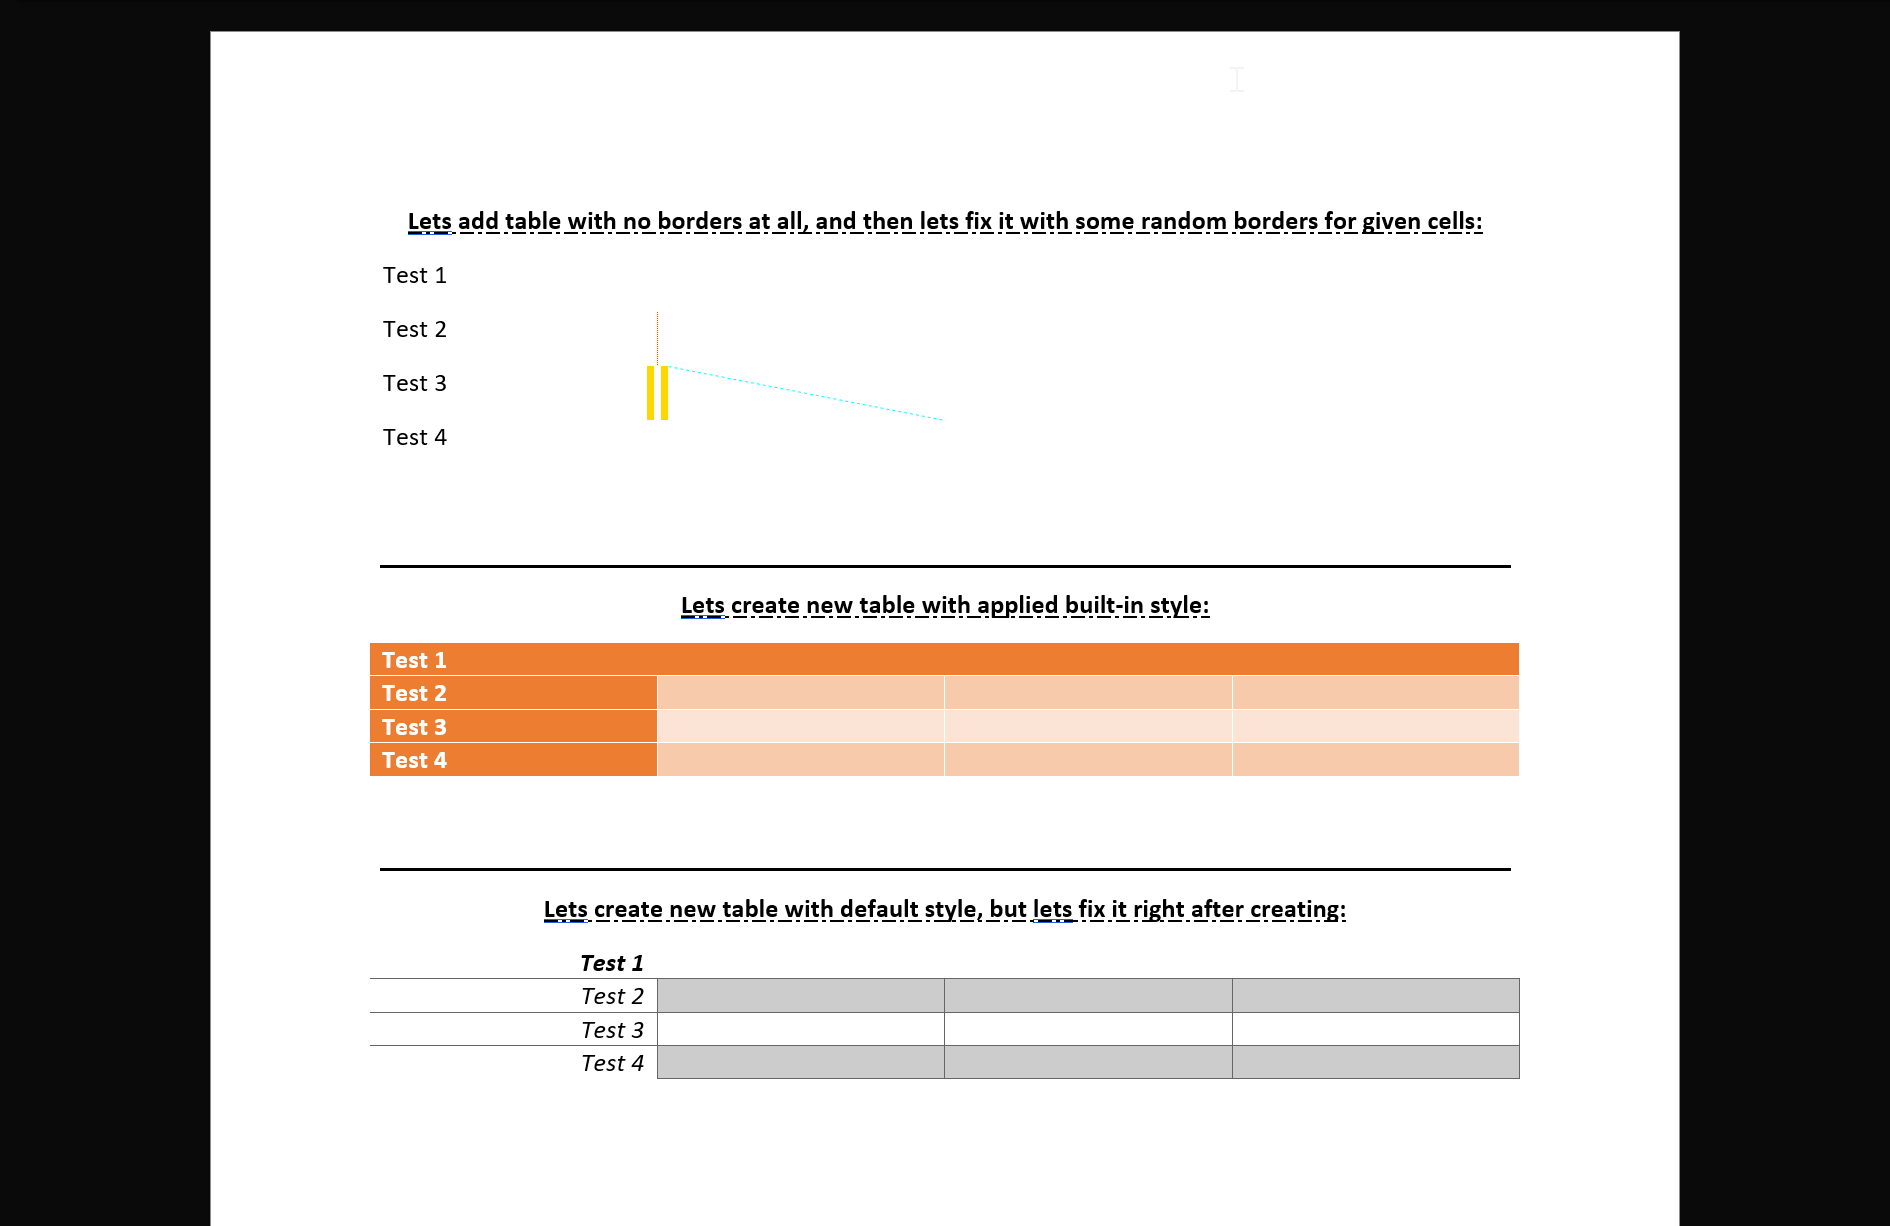 Lets add table with no borders at all, and then lets fix it with some random borders for given cells:
Test 1
Test 2
Test 3
Test 4
Lets create new table with applied built-in style:
Test 1
Test 2
Test 3
Test 4
Lets create new table with default style, but lets fix it right after creating:
Test 1
Test 2
Test 3
Test 4